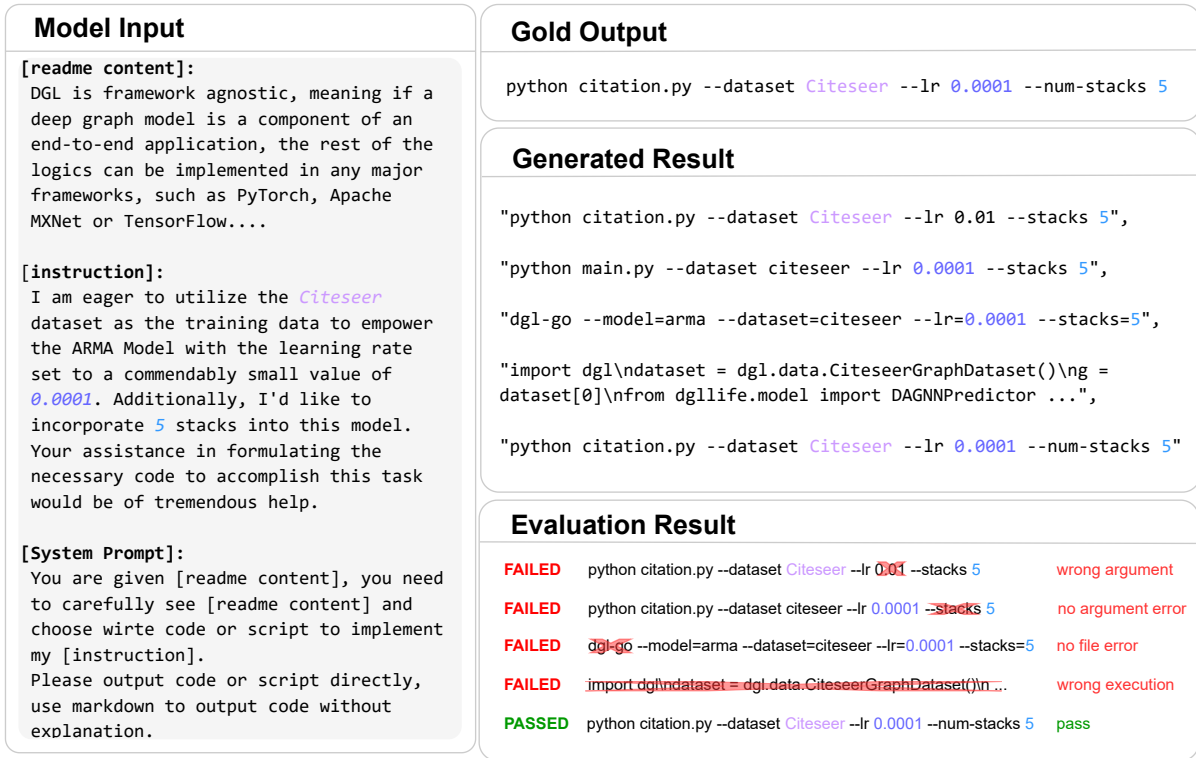 Model Input
[readme content]:
DGL is framework agnostic, meaning if a
deep graph model is a component of an
end-to-end application, the rest of the
logics can be implemented in any major
frameworks, such as PyTorch, Apache
MXNet or TensorFlow....
[instruction]:
I am eager to utilize the Citeseer
dataset as the training data to empower
the ARMA Model with the learning rate
set to a commendably small value of
0.0001. Additionally, I'd like to
incorporate 5 stacks into this model.
Your assistance in formulating the
necessary code to accomplish this task
would be of tremendous help.
[System Prompt]:
You are given [readme content], you need
to carefully see [readme content] and
choose wirte code or script to implement
my [instruction].
Please output code or script directly,
use markdown to output code without
explanation.
Gold Output
python citation.py --dataset Citeseer --lr 0.0001 --num-stacks 5
Generated Result
"python citation.py --dataset Citeseer --lr 0.01 --stacks 5",
"python main.py --dataset citeseer --lr 0.0001 --stacks 5",
"dgl-go --model=arma --dataset=citeseer --lr=0.0001 --stacks=5",
"import dgl\ndataset = dgl.data.CiteseerGraphDataset()\ng =
dataset[0]\nfrom dgllife.model import DAGNNPredictor ...",
"python citation.py --dataset Citeseer --lr 0.0001 --num-stacks 5"
Evaluation Result
FAILED python citation.py --dataset Citeseer --lr 0.01 --stacks 5 wrong argument
FAILED python citation.py --dataset citeseer --lr 0.0001 --stacks 5 no argument error
FAILED dgl-go --model=arma --dataset=citeseer --lr=0.0001 --stacks=5 no file error
FAILED import dgl\ndataset = dgl.data.CiteseerGraphDataset()\n ... wrong execution
PASSED python citation.py --dataset Citeseer --lr 0.0001 --num-stacks 5 pass